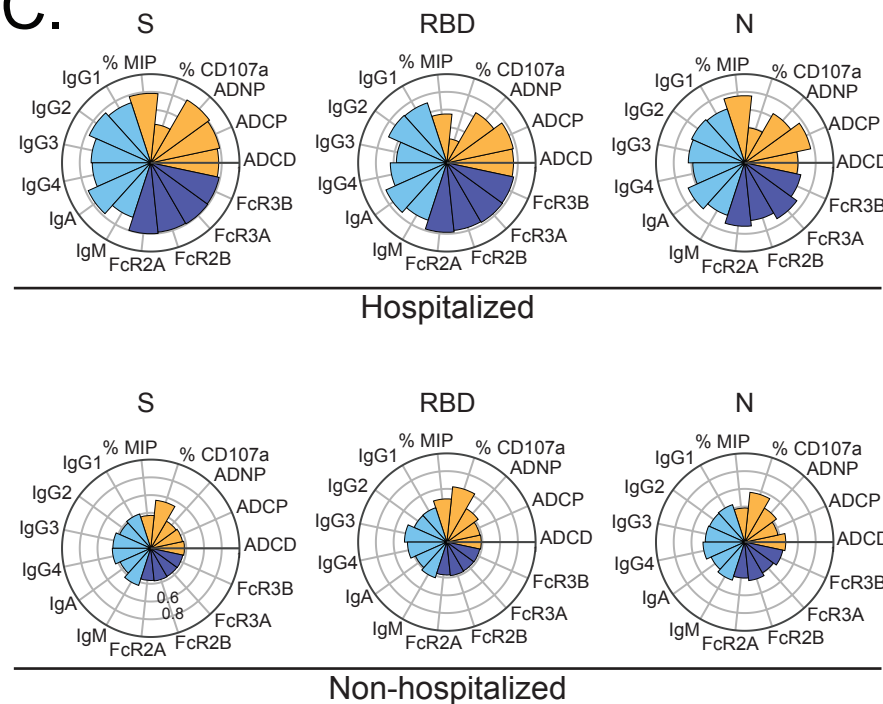 C.
S RBD N
% MIP % CD107a ADNP ADCP ADCD FcR3B FcR3A FcR2B FcR2A IgM IgA IgG4 IgG3 IgG2 IgG1
% MIP % CD107a ADNP ADCP ADCD FcR3B FcR3A FcR2B FcR2A IgM IgA IgG4 IgG3 IgG2 IgG1
% MIP % CD107a ADNP ADCP ADCD FcR3B FcR3A FcR2B FcR2A IgM IgA IgG4 IgG3 IgG2 IgG1
Hospitalized
S RBD N
% MIP % CD107a ADNP ADCP ADCD FcR3B FcR3A FcR2B FcR2A IgM IgA IgG4 IgG3 IgG2 IgG1
0.6
0.8
% MIP % CD107a ADNP ADCP ADCD FcR3B FcR3A FcR2B FcR2A IgM IgA IgG4 IgG3 IgG2 IgG1
% MIP % CD107a ADNP ADCP ADCD FcR3B FcR3A FcR2B FcR2A IgM IgA IgG4 IgG3 IgG2 IgG1
Non-hospitalized